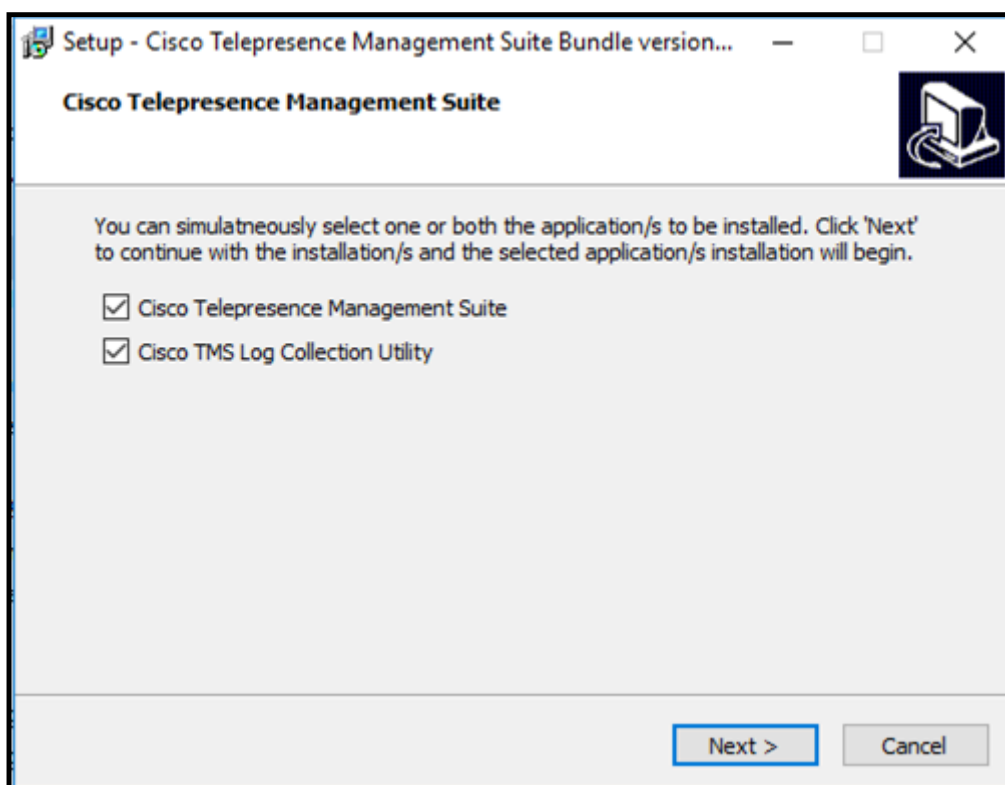 Setup - Cisco Telepresence Management Suite Bundle version...
Cisco Telepresence Management Suite
You can simulatneously select one or both the application/s to be installed. Click 'Next'
to continue with the installation/s and the selected application/s installation will begin.
Cisco Telepresence Management Suite
Cisco TMS Log Collection Utility
Next >
Cancel